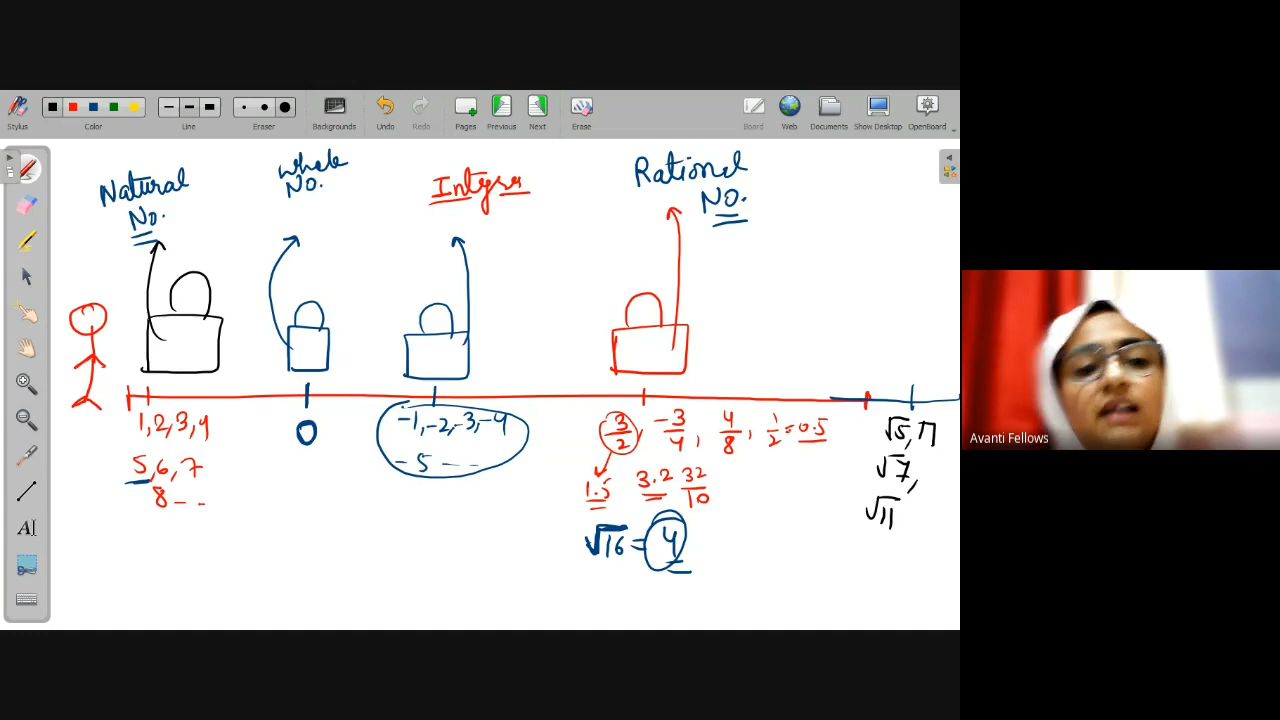 Stylus
Color
Line
Eraser
Backgrounds
Undo
Redo
Pages
Previous
Next
Erase
Board
Web
Documents
Show Desktop
OpenBoard
Natural
No.
Whole
No.
Integers
Rational
No.
1, 2, 3, 4
5, 6, 7
8 - - 
0
-1, -2, -3, -4
-5 - - -
3/2, -3/4, 4/8, 1/2 = 0.5
1.5 3.2 32/10
√16 = 4
√5, π
√7,
√11
Avanti Fellows